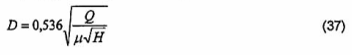 D = 0,536 √(Q / (μ√H)) (37)